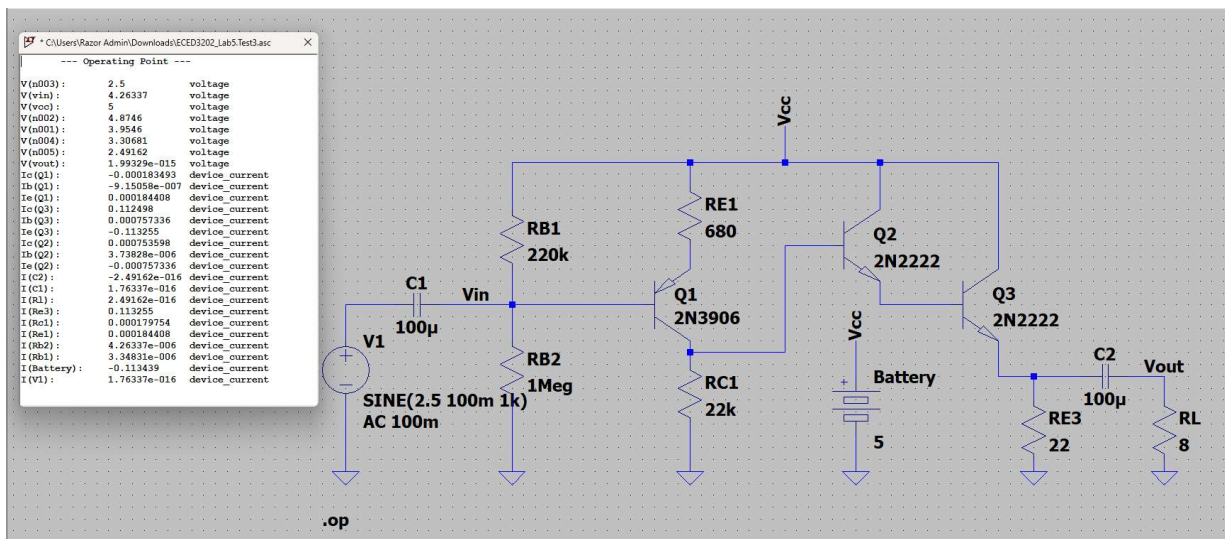 * C:\Users\Razor Admin\Downloads\ECED3202_Lab5.Test3.asc
--- Operating Point ---
V(n003): 2.5 voltage
V(vin): 4.26337 voltage
V(vcc): 5 voltage
V(n002): 4.8746 voltage
V(n001): 3.9546 voltage
V(n004): 3.30681 voltage
V(n005): 2.49162 voltage
V(vout): 1.99329e-015 voltage
Ic(Q1): -0.000183493 device_current
Ib(Q1): -9.15058e-007 device_current
Ie(Q1): 0.000184408 device_current
Ic(Q3): 0.112498 device_current
Ib(Q3): 0.000757336 device_current
Ie(Q3): -0.113255 device_current
Ic(Q2): 0.000753598 device_current
Ib(Q2): 3.73828e-006 device_current
Ie(Q2): -0.000757336 device_current
I(C2): -2.49162e-016 device_current
I(C1): 1.76337e-016 device_current
I(Rl): 2.49162e-016 device_current
I(Re3): 0.113255 device_current
I(Rc1): 0.000179754 device_current
I(Re1): 0.000184408 device_current
I(Rb2): 4.26337e-006 device_current
I(Rb1): 3.34831e-006 device_current
I(Battery): -0.113439 device_current
I(V1): 1.76337e-016 device_current
Vcc
RB1
220k
RE1
680
Q2
2N2222
C1
100µ
Vin
Q1
2N3906
Q3
2N2222
V1
SINE(2.5 100m 1k)
AC 100m
RB2
1Meg
RC1
22k
Vcc
Battery
5
C2
100µ
Vout
RE3
22
RL
8
.op